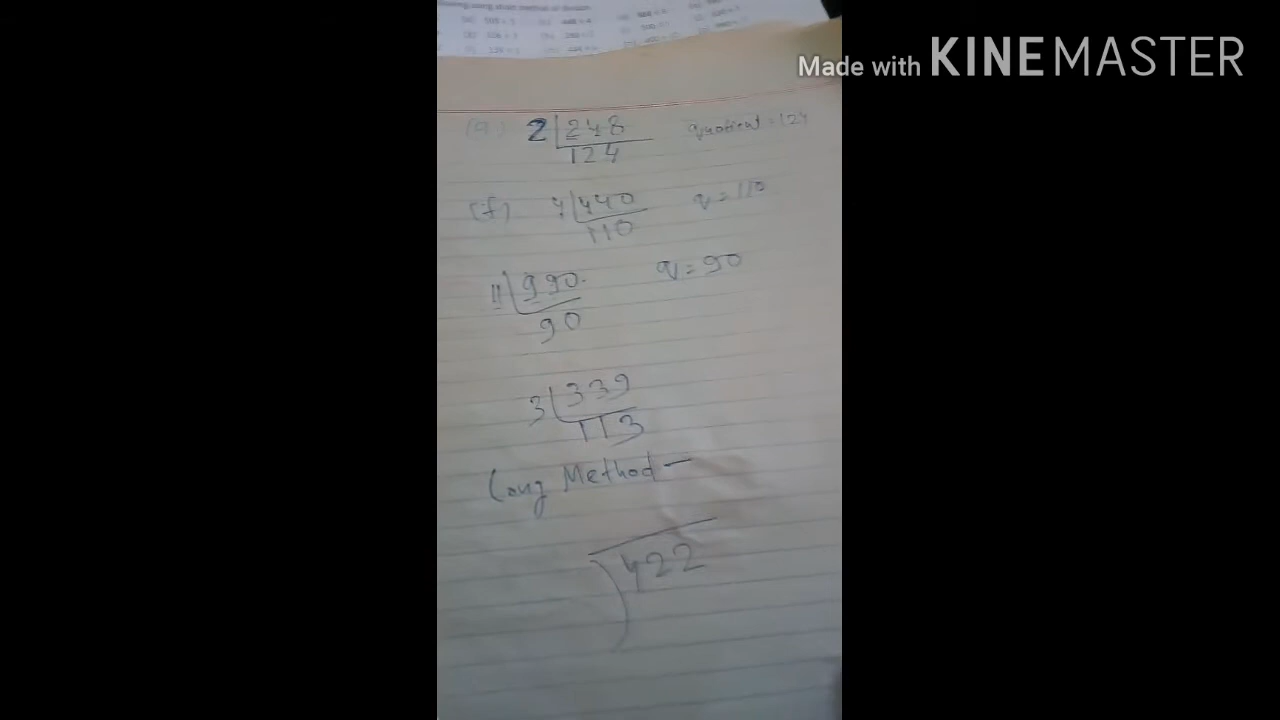 Made with KINEMASTER
(a) 2 248 quotient = 124
124
(f) 4 440 q = 110
110
11 990 q = 90
90
3 339
113
Long Method -
422